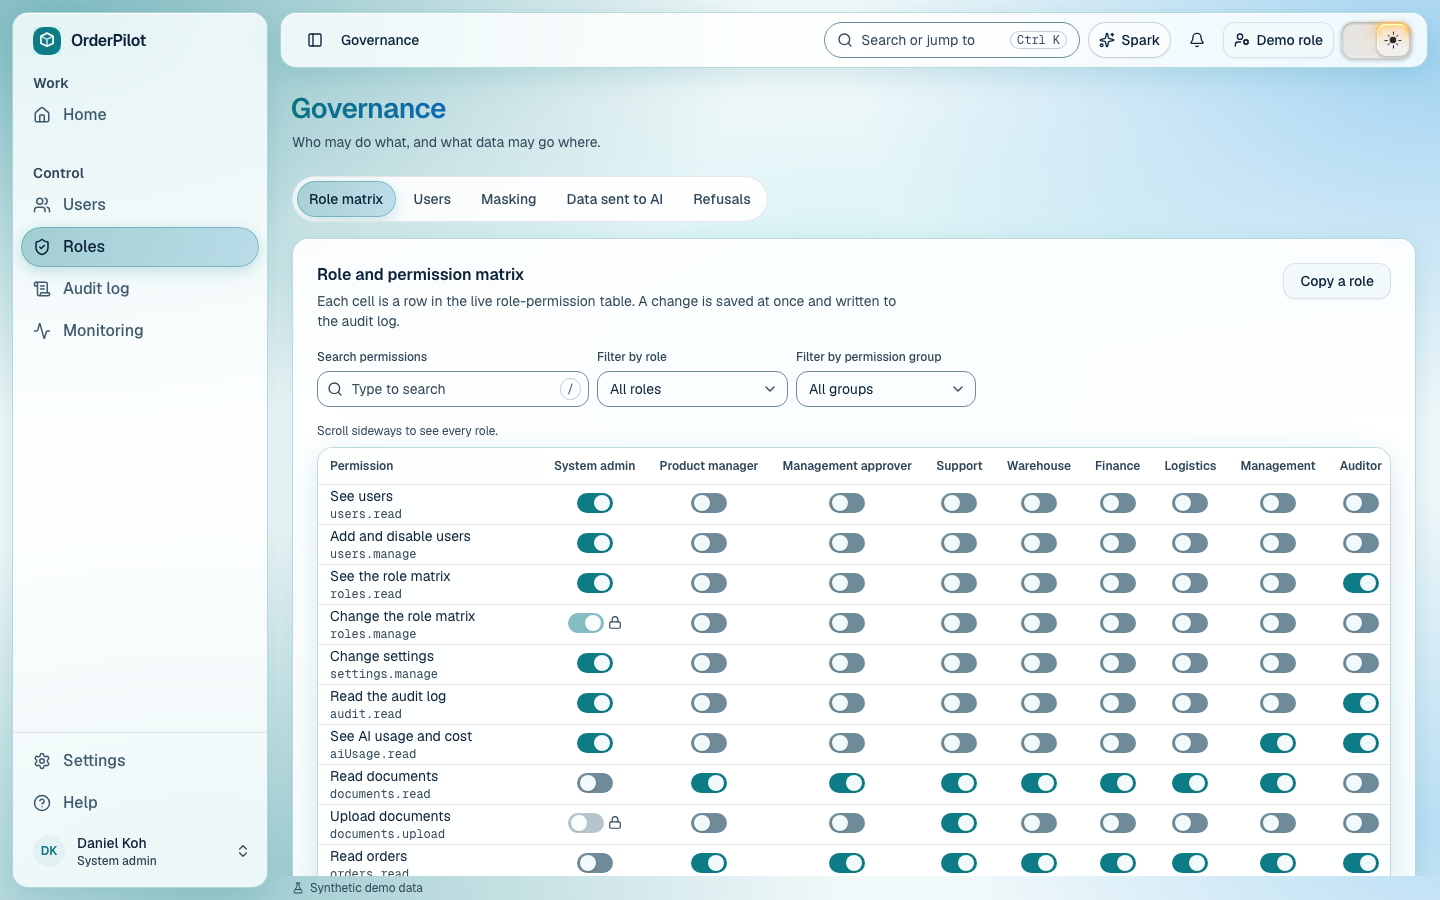 OrderPilot
Work
Home
Control
Users
Roles
Audit log
Monitoring
Settings
Help
DK
Daniel Koh
System admin
Governance
Search or jump to
Ctrl K
Spark
Demo role
Governance
Who may do what, and what data may go where.
Role matrix
Users
Masking
Data sent to AI
Refusals
Role and permission matrix
Each cell is a row in the live role-permission table. A change is saved at once and written to
the audit log.
Copy a role
Search permissions
Filter by role
Filter by permission group
Type to search
/
All roles
All groups
Scroll sideways to see every role.
Permission System admin Product manager Management approver Support Warehouse Finance Logistics Management Auditor
See users
users.read
Add and disable users
users.manage
See the role matrix
roles.read
Change the role matrix
roles.manage
Change settings
settings.manage
Read the audit log
audit.read
See AI usage and cost
aiUsage.read
Read documents
documents.read
Upload documents
documents.upload
Read orders
orders.read
Synthetic demo data